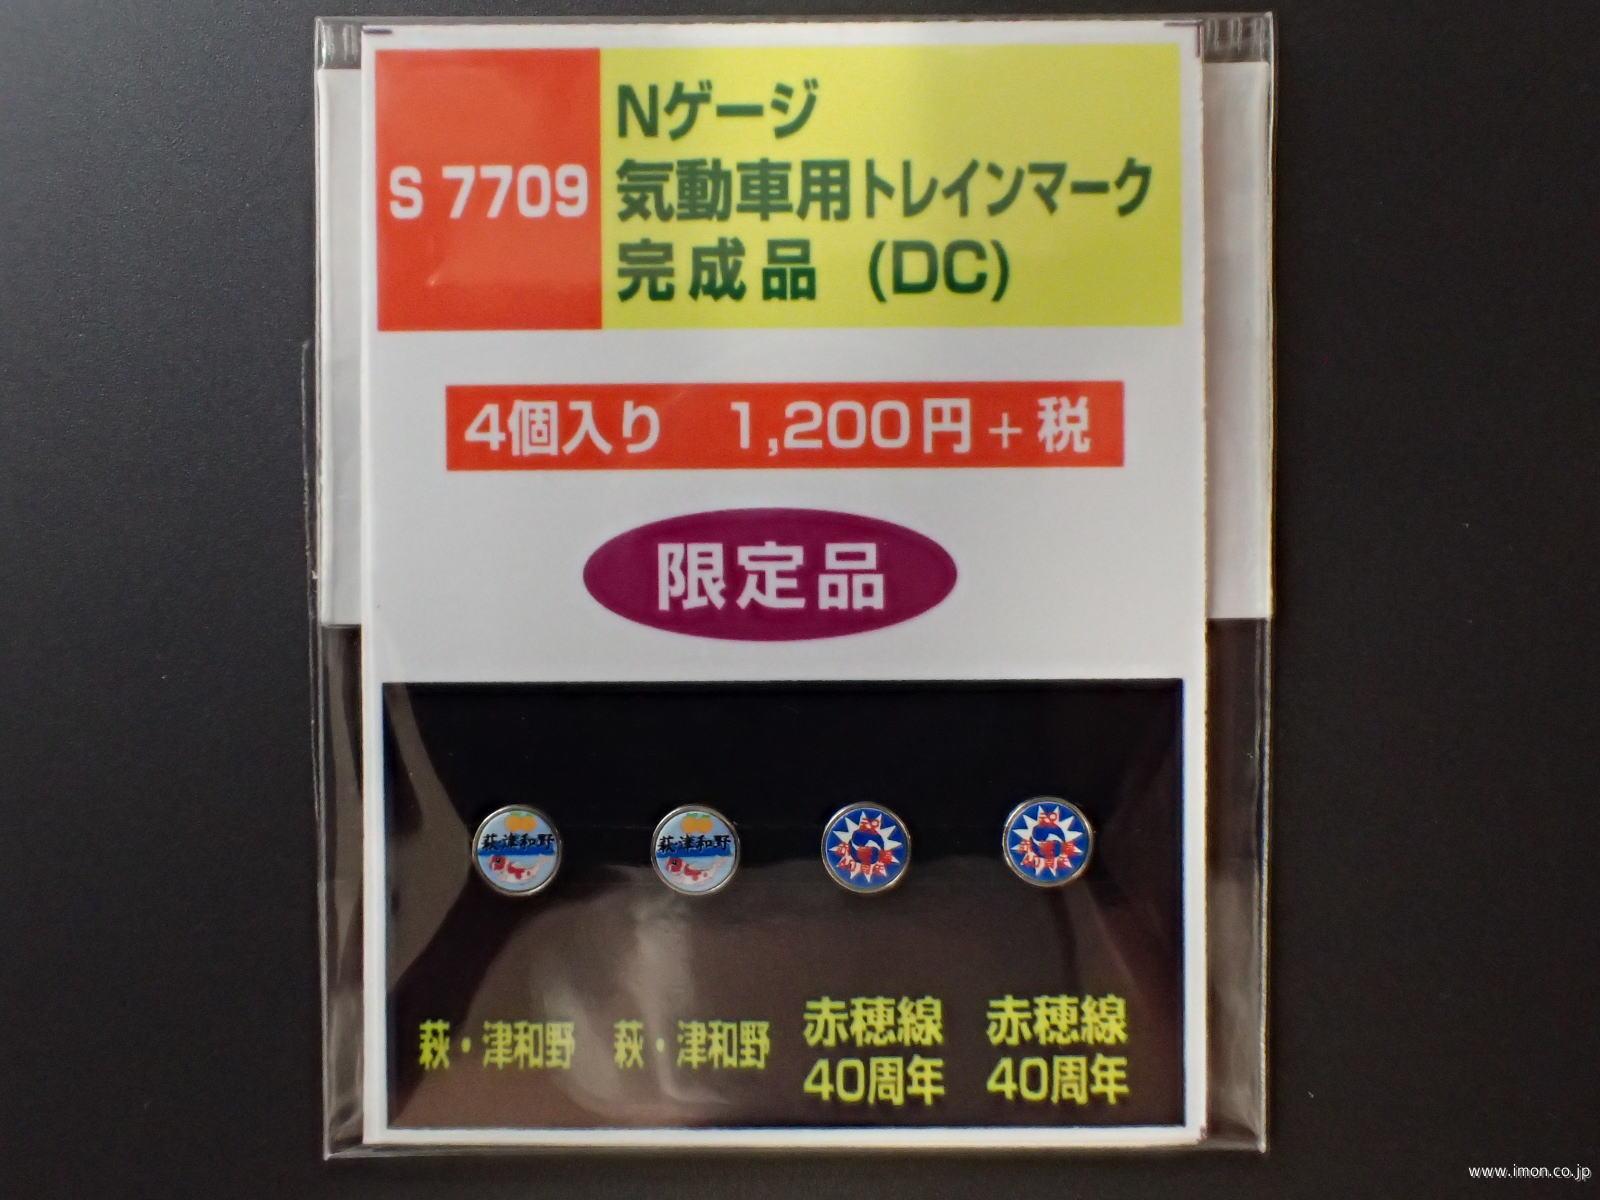 S 7709
Nゲージ
気動車用トレインマーク
完成品 (DC)
4個入り 1,200円+税
限定品
萩・津和野
萩・津和野
萩・津和野
萩・津和野
赤穂線
40周年
赤穂線
40周年
www.imon.co.jp